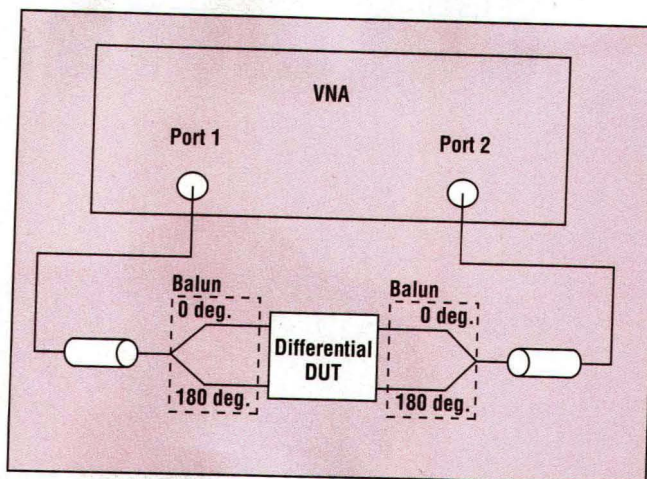 VNA
Port 1
Port 2
Balun
0 deg.
180 deg.
Differential
DUT
Balun
0 deg.
180 deg.